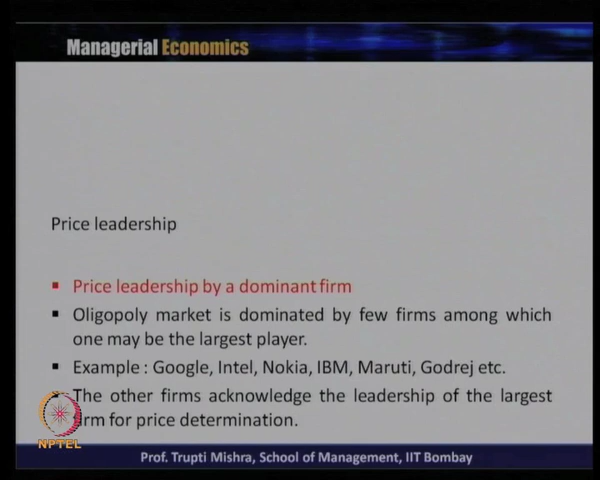 Managerial Economics
Price leadership
▪ Price leadership by a dominant firm
▪ Oligopoly market is dominated by few firms among which
one may be the largest player.
▪ Example : Google, Intel, Nokia, IBM, Maruti, Godrej etc.
The other firms acknowledge the leadership of the largest
firm for price determination.
NPTEL
Prof. Trupti Mishra, School of Management, IIT Bombay